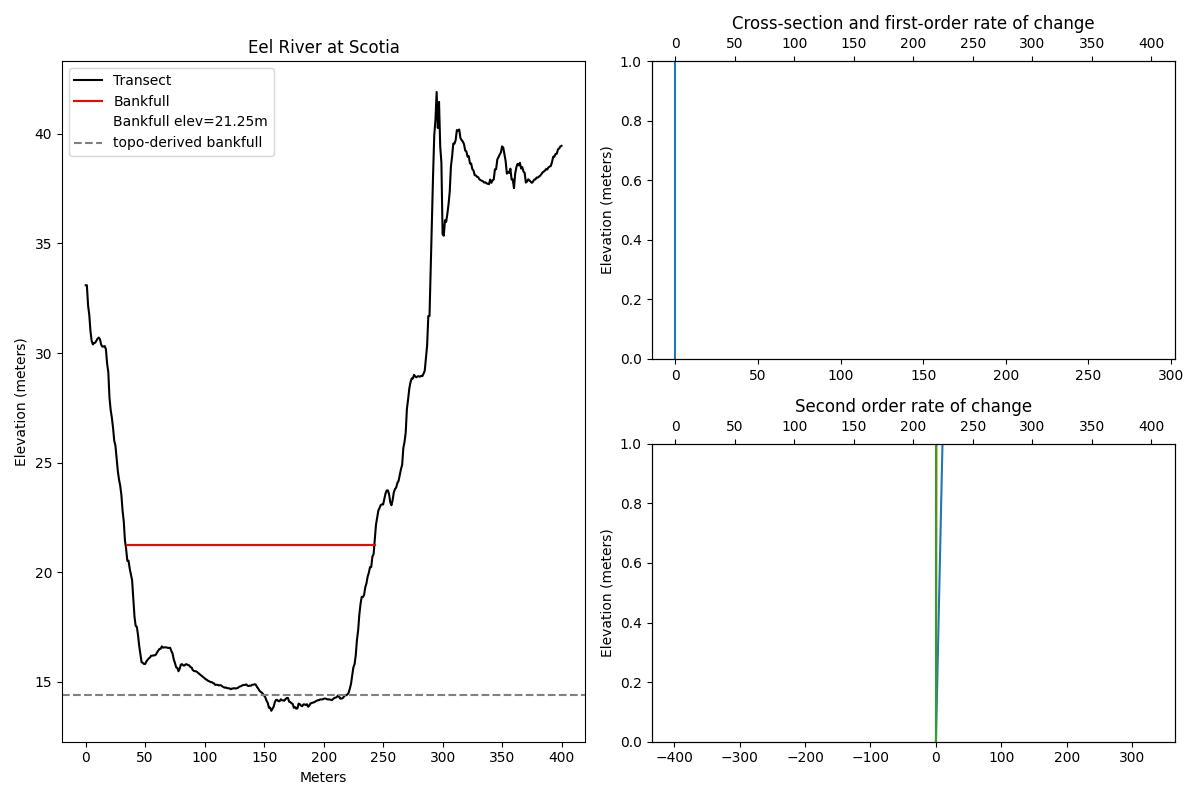 Eel River at Scotia
Transect
Bankfull
Bankfull elev=21.25m
topo-derived bankfull
Elevation (meters)
40
35
30
25
20
15
0 50 100 150 200 250 300 350 400
Meters
Cross-section and first-order rate of change
0 50 100 150 200 250 300 350 400
Elevation (meters)
1.0
0.8
0.6
0.4
0.2
0.0
0 50 100 150 200 250 300
Second order rate of change
0 50 100 150 200 250 300 350 400
Elevation (meters)
1.0
0.8
0.6
0.4
0.2
0.0
−400 −300 −200 −100 0 100 200 300